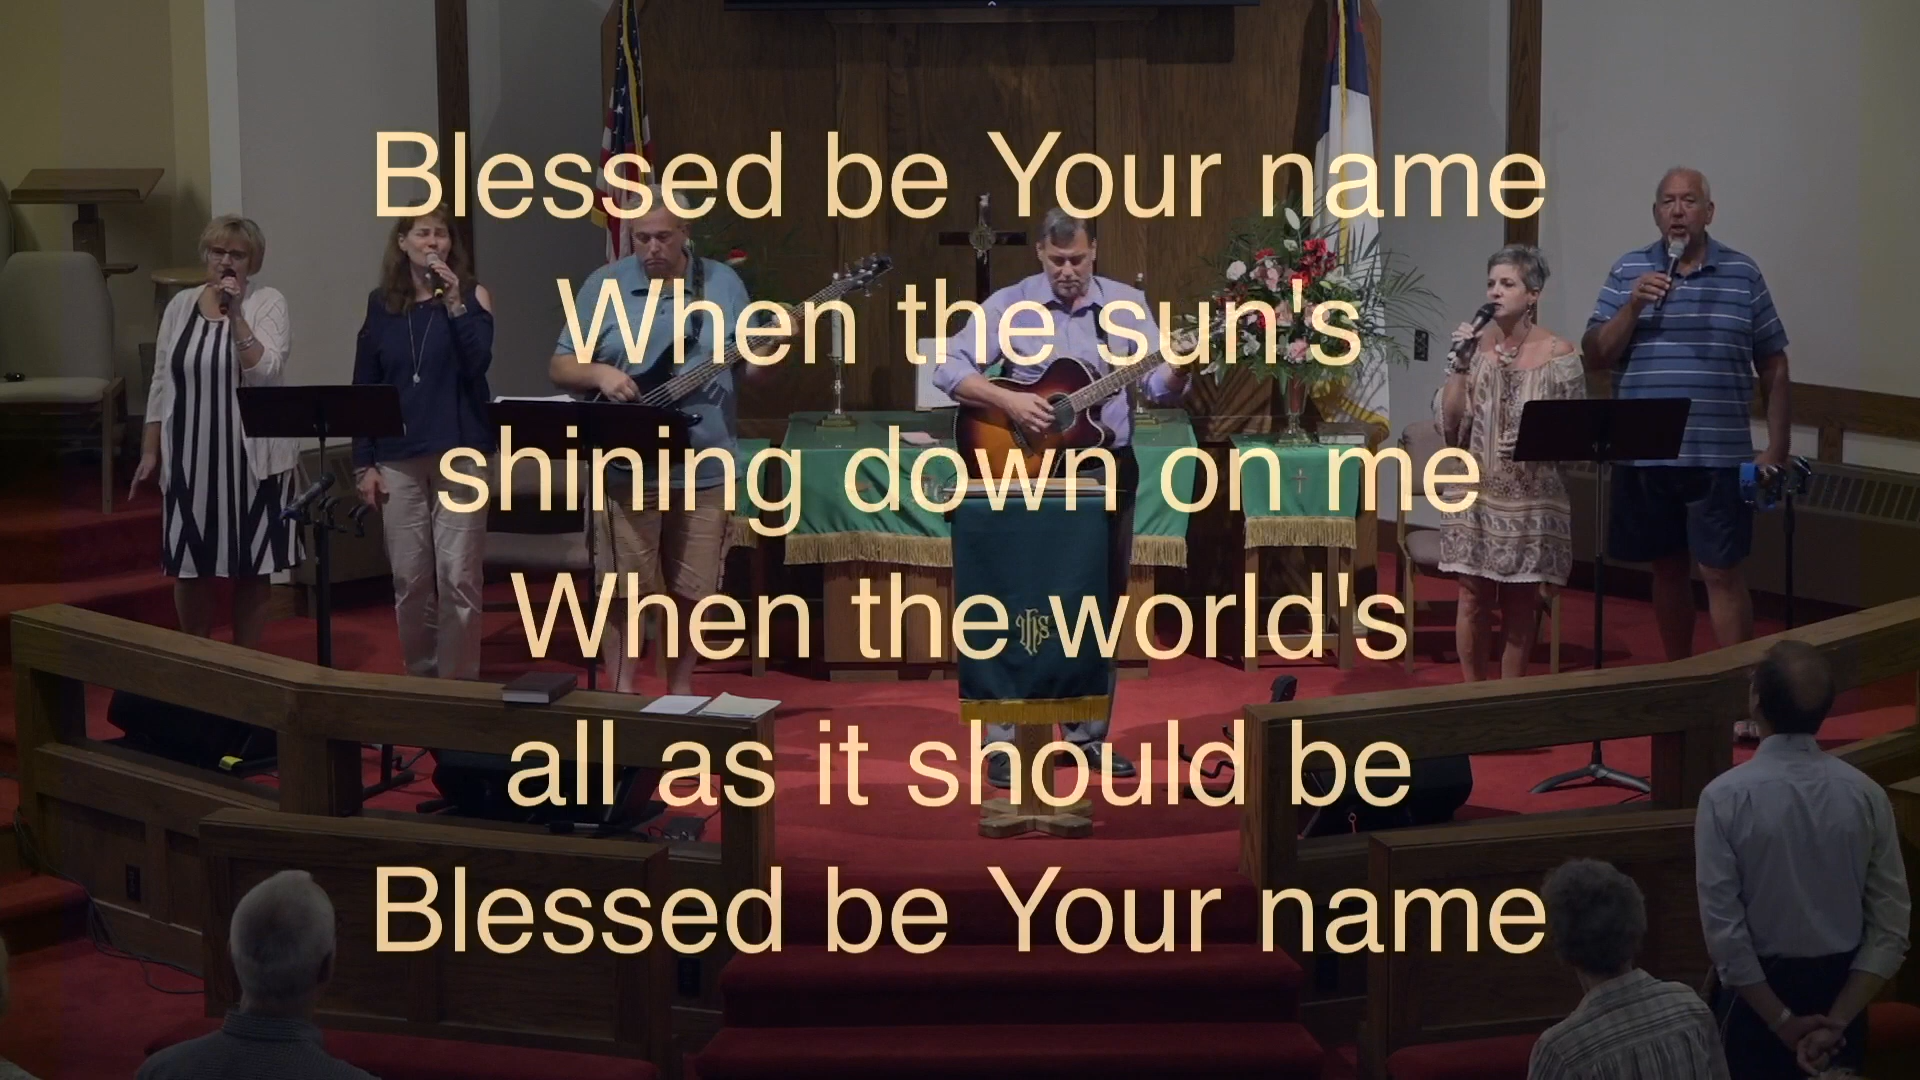 Blessed be Your name
When the sun's
shining down on me
When the world's
ihs
all as it should be
Blessed be Your name